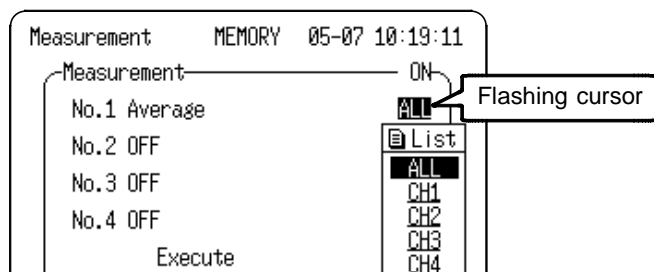 Measurement MEMORY 05-07 10:19:11
Measurement ON
Flashing cursor
No.1 Average ALL
No.2 OFF
List
ALL
No.3 OFF
CH1
No.4 OFF
CH2
CH3
Execute
CH4